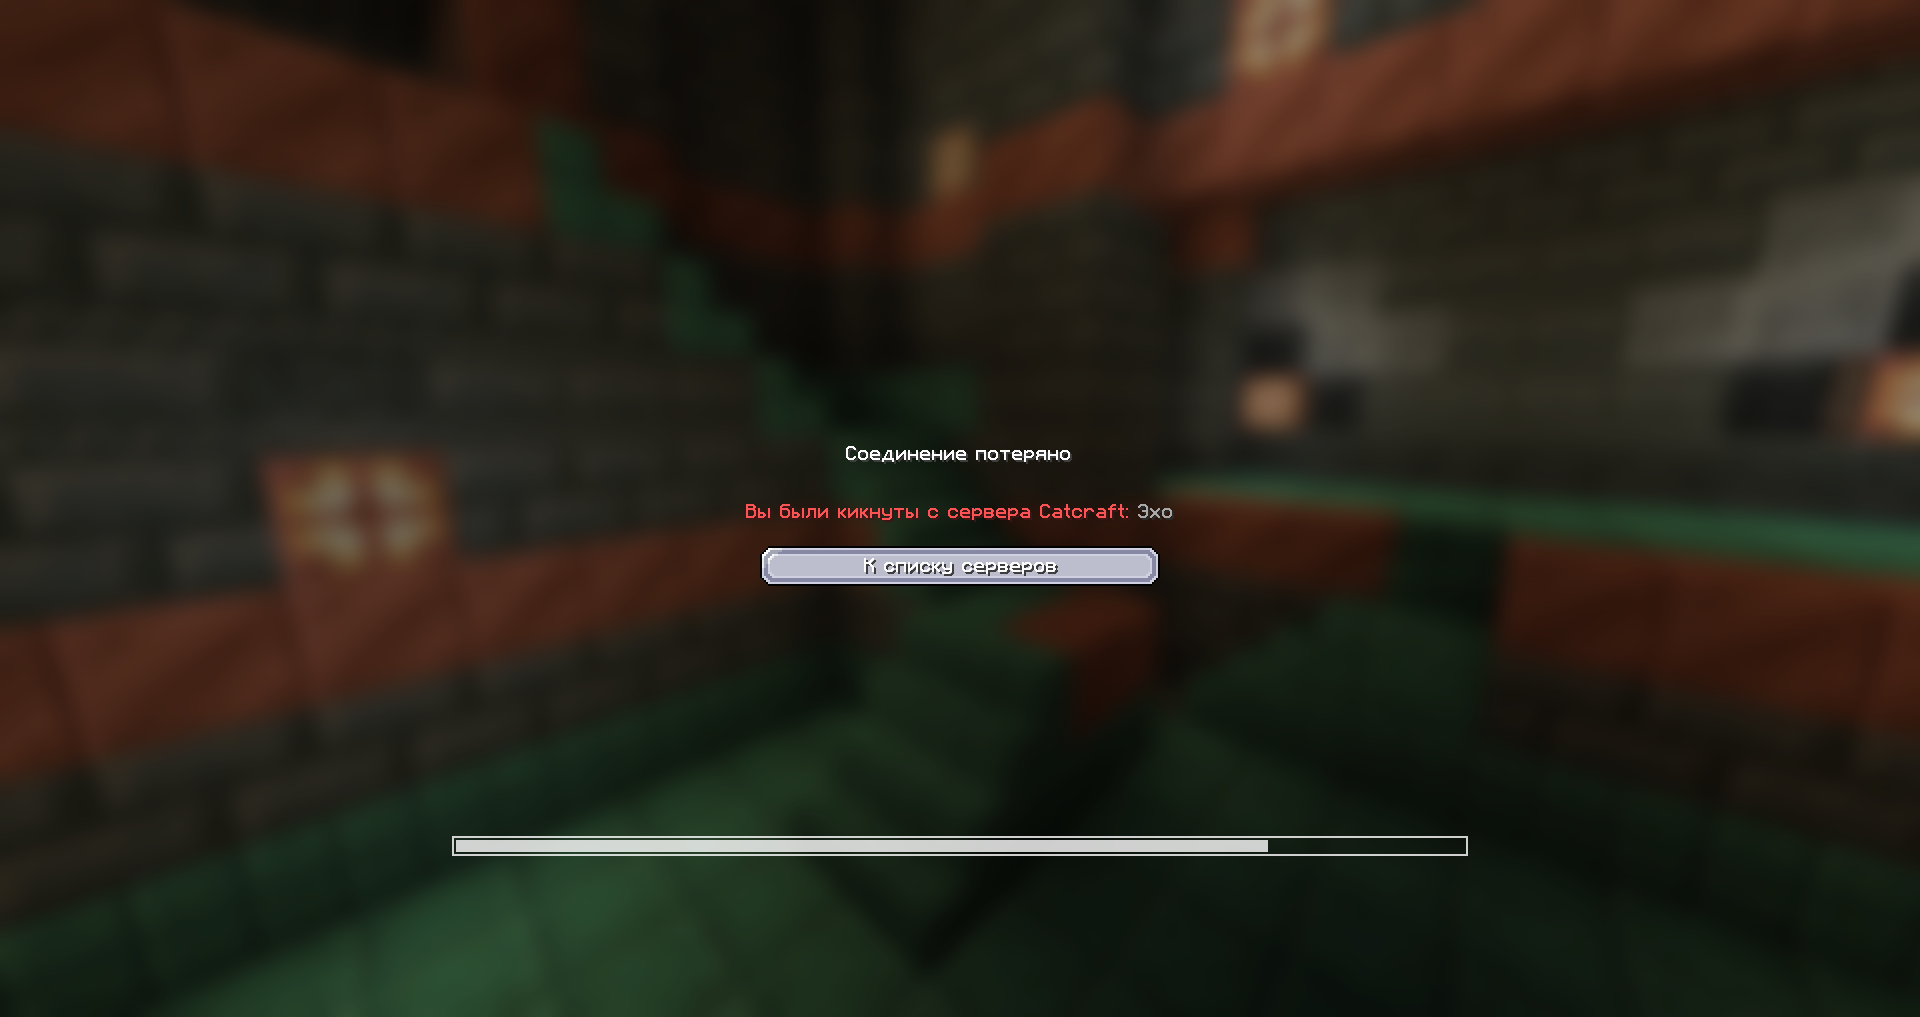 Соединение потеряно
Вы были кикнуты с сервера Catcraft: Эхо
К списку серверов